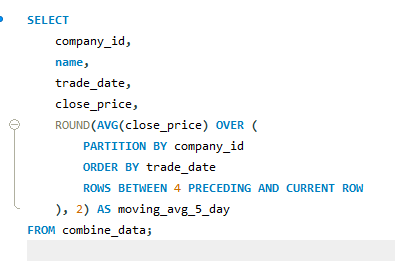 SELECT
    company_id,
    name,
    trade_date,
    close_price,
    ROUND(AVG(close_price) OVER (
        PARTITION BY company_id
        ORDER BY trade_date
        ROWS BETWEEN 4 PRECEDING AND CURRENT ROW
    ), 2) AS moving_avg_5_day
FROM combine_data;